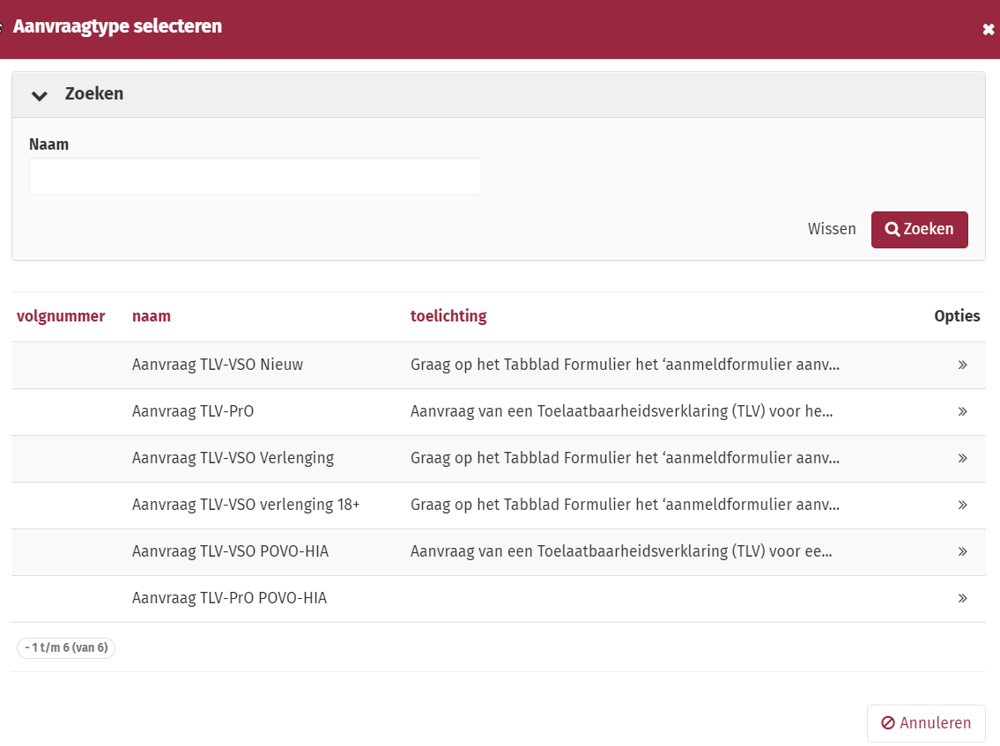 Aanvraagtype selecteren
Zoeken
Naam
Wissen Zoeken
volgnummer naam toelichting Opties
Aanvraag TLV-VSO Nieuw Graag op het Tabblad Formulier het ‘aanmeldformulier aanv...
Aanvraag TLV-PrO Aanvraag van een Toelaatbaarheidsverklaring (TLV) voor he...
Aanvraag TLV-VSO Verlenging Graag op het Tabblad Formulier het ‘aanmeldformulier aanv...
Aanvraag TLV-VSO verlenging 18+ Graag op het Tabblad Formulier het ‘aanmeldformulier aanv...
Aanvraag TLV-VSO POVO-HIA Aanvraag van een Toelaatbaarheidsverklaring (TLV) voor ee...
Aanvraag TLV-PrO POVO-HIA
- 1 t/m 6 (van 6)
Annuleren